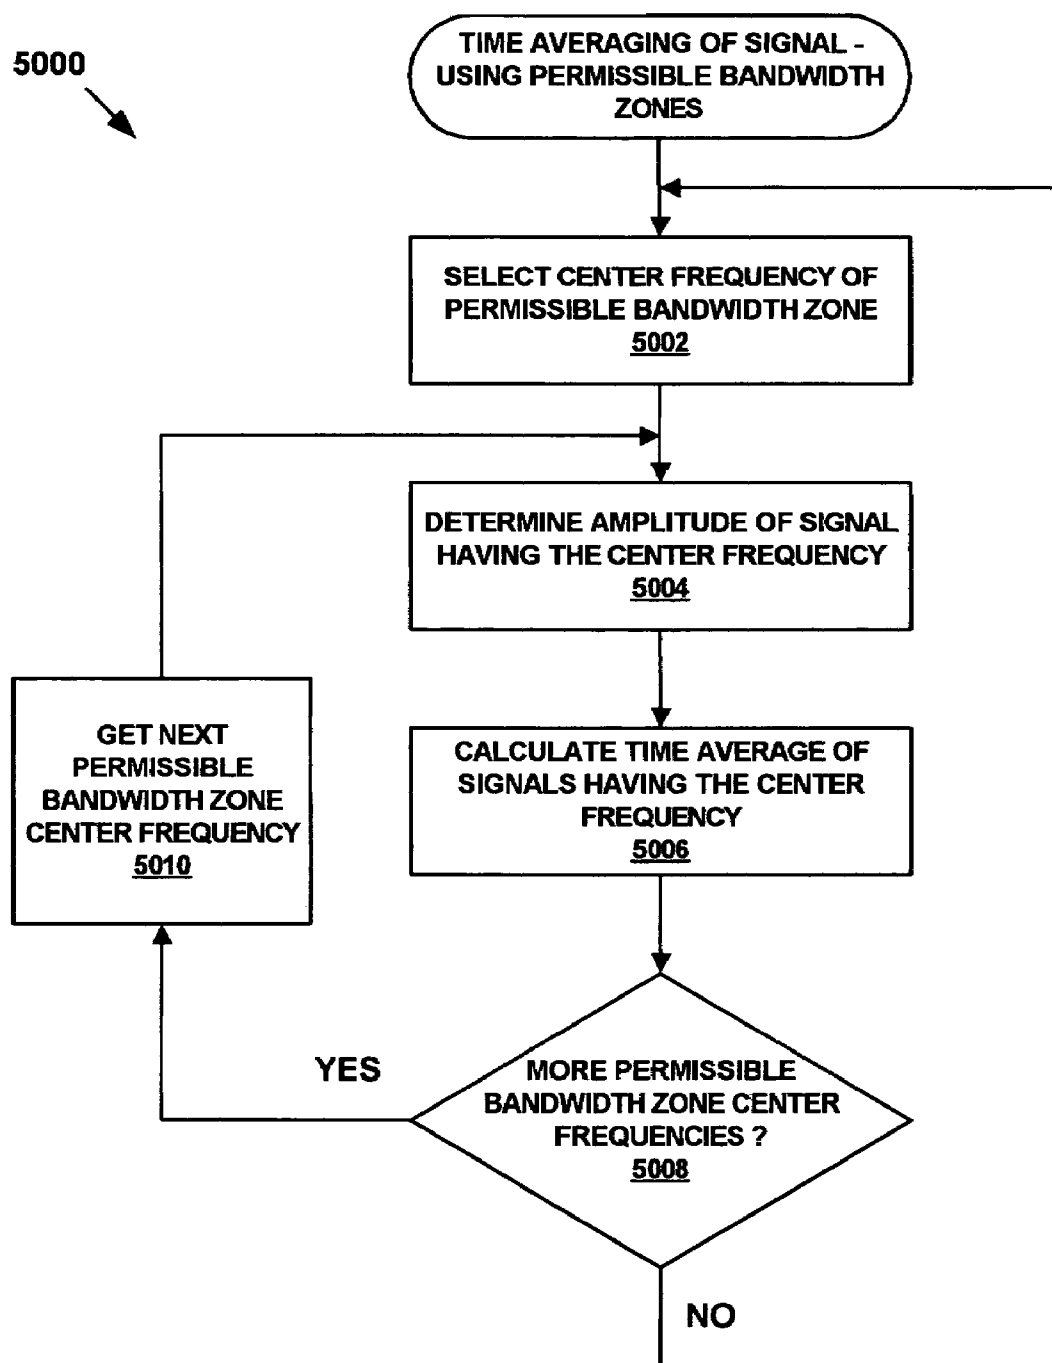 5000
TIME AVERAGING OF SIGNAL -
USING PERMISSIBLE BANDWIDTH
ZONES
SELECT CENTER FREQUENCY OF
PERMISSIBLE BANDWIDTH ZONE
5002
DETERMINE AMPLITUDE OF SIGNAL
HAVING THE CENTER FREQUENCY
5004
CALCULATE TIME AVERAGE OF
SIGNALS HAVING THE CENTER
FREQUENCY
5006
GET NEXT
PERMISSIBLE
BANDWIDTH ZONE
CENTER FREQUENCY
5010
YES
MORE PERMISSIBLE
BANDWIDTH ZONE CENTER
FREQUENCIES ?
5008
NO